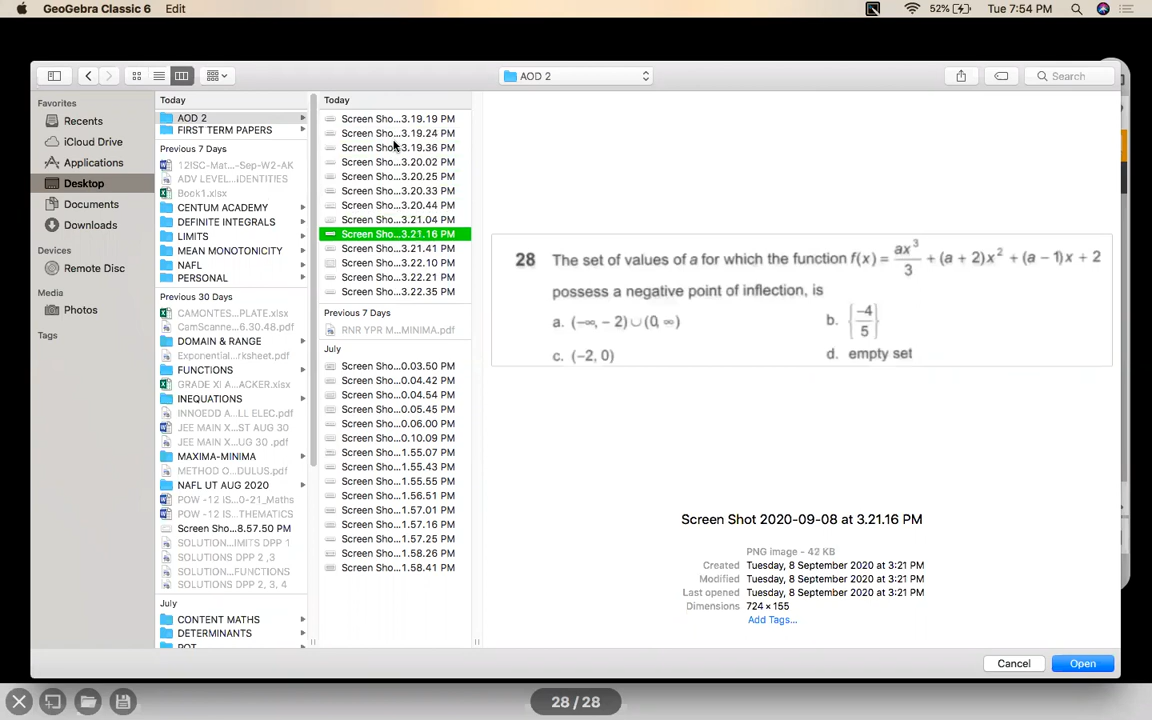 GeoGebra Classic 6 Edit
52% Tue 7:54 PM
AOD 2
Search
Favorites
Recents
iCloud Drive
Applications
Desktop
Documents
Downloads
Devices
Remote Disc
Media
Photos
Tags
Today
AOD 2
FIRST TERM PAPERS
Previous 7 Days
12ISC-Mat...-Sep-W2-AK
ADV LEVEL...IDENTITIES
Book1.xlsx
CENTUM ACADEMY
DEFINITE INTEGRALS
LIMITS
MEAN MONOTONICITY
NAFL
PERSONAL
Previous 30 Days
CAMONTES...PLATE.xlsx
CamScanne...6.30.48.pdf
DOMAIN & RANGE
Exponential...rksheet.pdf
FUNCTIONS
GRADE XI A...ACKER.xlsx
INEQUATIONS
INNOEDD A...LL ELEC.pdf
JEE MAIN X...ST AUG 30
JEE MAIN X...UG 30 .pdf
MAXIMA-MINIMA
METHOD O...DULUS.pdf
NAFL UT AUG 2020
POW -12 IS...0-21_Maths
POW -12 IS...THEMATICS
Screen Sho...8.57.50 PM
SOLUTION...IMITS DPP 1
SOLUTIONS DPP 2 ,3
SOLUTION...FUNCTIONS
SOLUTIONS DPP 2, 3, 4
July
CONTENT MATHS
DETERMINANTS
Today
Screen Sho...3.19.19 PM
Screen Sho...3.19.24 PM
Screen Sho...3.19.36 PM
Screen Sho...3.20.02 PM
Screen Sho...3.20.25 PM
Screen Sho...3.20.33 PM
Screen Sho...3.20.44 PM
Screen Sho...3.21.04 PM
Screen Sho...3.21.16 PM
Screen Sho...3.21.41 PM
Screen Sho...3.22.10 PM
Screen Sho...3.22.21 PM
Screen Sho...3.22.35 PM
Previous 7 Days
RNR YPR M...MINIMA.pdf
July
Screen Sho...0.03.50 PM
Screen Sho...0.04.42 PM
Screen Sho...0.04.54 PM
Screen Sho...0.05.45 PM
Screen Sho...0.06.00 PM
Screen Sho...0.10.09 PM
Screen Sho...1.55.07 PM
Screen Sho...1.55.43 PM
Screen Sho...1.55.55 PM
Screen Sho...1.56.51 PM
Screen Sho...1.57.01 PM
Screen Sho...1.57.16 PM
Screen Sho...1.57.25 PM
Screen Sho...1.58.26 PM
Screen Sho...1.58.41 PM
28 The set of values of a for which the function f(x) = ax³/3 + (a + 2)x² + (a − 1)x + 2
possess a negative point of inflection, is
a. (−∞, − 2) ∪ (0, ∞) b. {−4/5}
c. (−2, 0) d. empty set
Screen Shot 2020-09-08 at 3.21.16 PM
PNG image - 42 KB
Created Tuesday, 8 September 2020 at 3:21 PM
Modified Tuesday, 8 September 2020 at 3:21 PM
Last opened Tuesday, 8 September 2020 at 3:21 PM
Dimensions 724 × 155
Add Tags...
Cancel Open
28 / 28